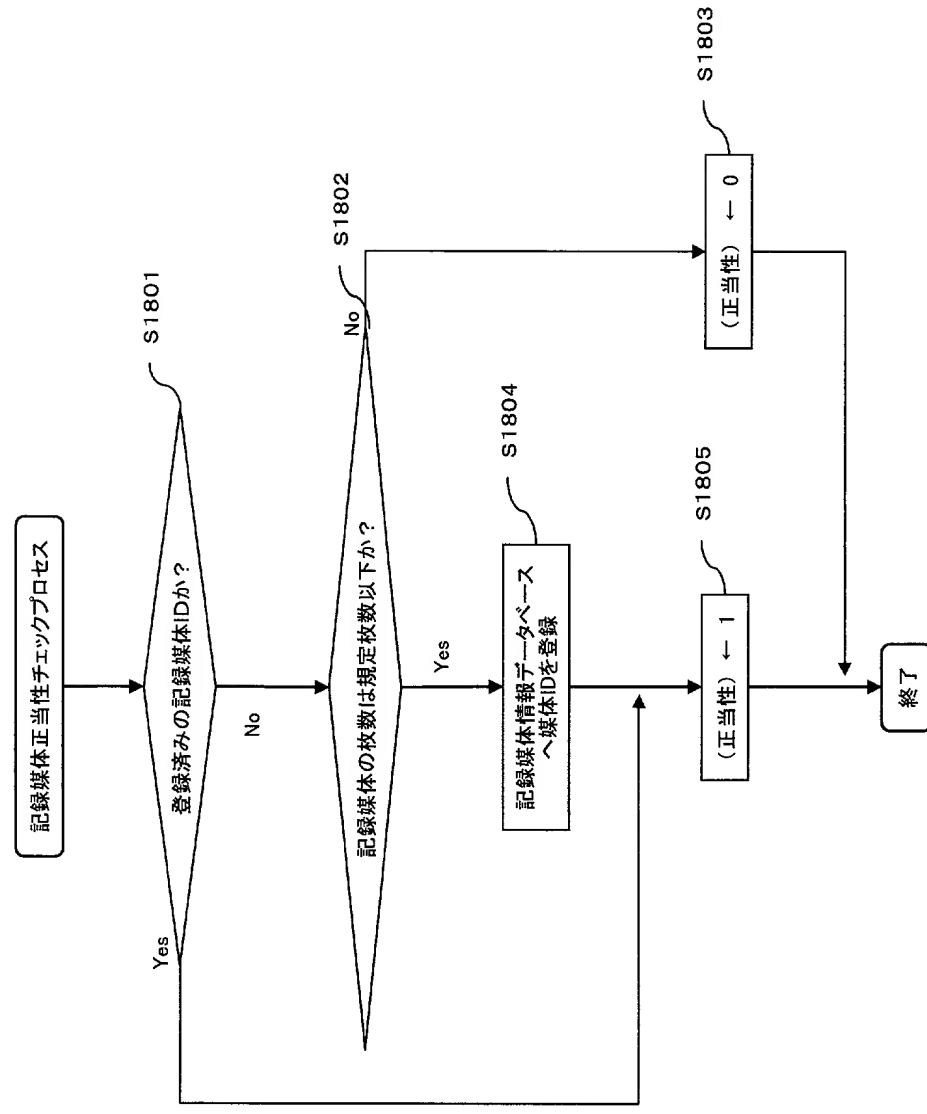 記録媒体正当性チェックプロセス
登録済みの記録媒体IDか？
S1801
Yes
No
記録媒体の枚数は規定枚数以下か？
S1802
No
Yes
記録媒体情報データベース
へ媒体IDを登録
S1804
(正当性) ← 0
S1803
(正当性) ← 1
S1805
終了